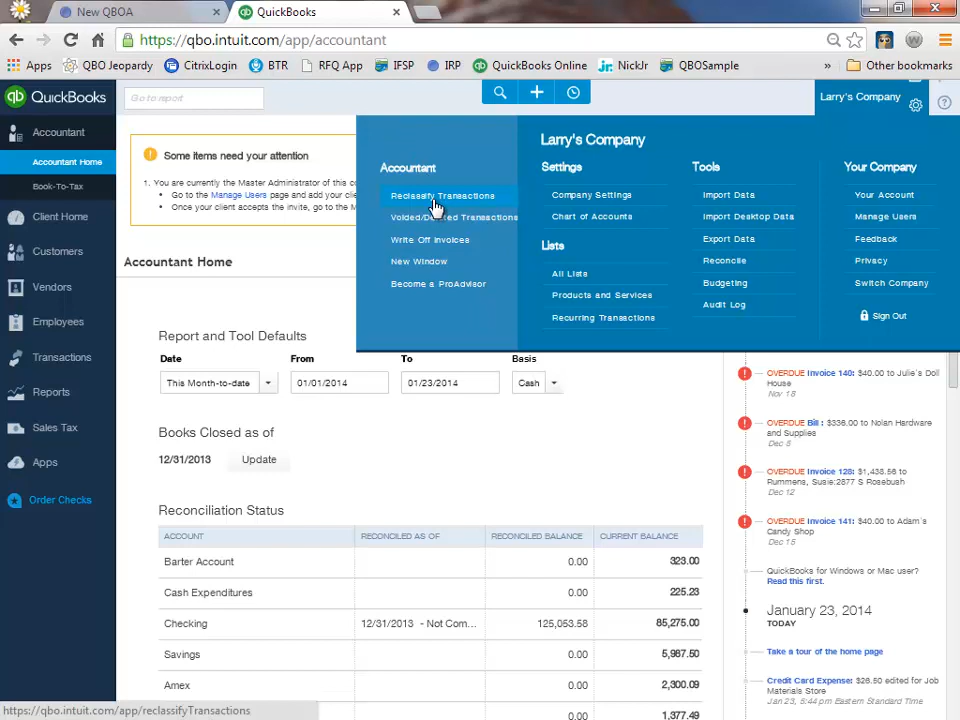 New QBOA
QuickBooks
https://qbo.intuit.com/app/accountant
Apps
QBO Jeopardy
CitrixLogin
BTR
RFQ App
IFSP
IRP
QuickBooks Online
NickJr
QBOSample
»
Other bookmarks
qb QuickBooks
Go to report
Larry's Company
Accountant
Accountant Home
Book-To-Tax
Client Home
Customers
Vendors
Employees
Transactions
Reports
Sales Tax
Apps
Order Checks
Some items need your attention
1. You are currently the Master Administrator of this co
Go to the Manage Users page and add your clie
Once your client accepts the invite, go to the M
Accountant
Reclassify Transactions
Voided/Deleted Transactions
Write Off Invoices
New Window
Become a ProAdvisor
Larry's Company
Settings
Company Settings
Chart of Accounts
Lists
All Lists
Products and Services
Recurring Transactions
Tools
Import Data
Import Desktop Data
Export Data
Reconcile
Budgeting
Audit Log
Your Company
Your Account
Manage Users
Feedback
Privacy
Switch Company
Sign Out
Accountant Home
Report and Tool Defaults
Date From To Basis
This Month-to-date 01/01/2014 01/23/2014 Cash
Books Closed as of
12/31/2013 Update
Reconciliation Status
ACCOUNT RECONCILED AS OF RECONCILED BALANCE CURRENT BALANCE
Barter Account 0.00 323.00
Cash Expenditures 0.00 225.23
Checking 12/31/2013 - Not Com... 125,053.58 85,275.00
Savings 0.00 5,987.50
Amex 0.00 2,300.09
0.00 1,377.49
OVERDUE Invoice 140: $40.00 to Julie's Doll
House
Nov 18
OVERDUE Bill : $336.00 to Nolan Hardware
and Supplies
Dec 5
OVERDUE Invoice 128: $1,438.56 to
Rummens, Susie:2877 S Rosebush
Dec 12
OVERDUE Invoice 141: $40.00 to Adam's
Candy Shop
Dec 15
QuickBooks for Windows or Mac user?
Read this first.
January 23, 2014
TODAY
Take a tour of the home page
Credit Card Expense: $26.50 edited for Job
Materials Store
Jan 23, 5:44 pm Eastern Standard Time
https://qbo.intuit.com/app/reclassifyTransactions